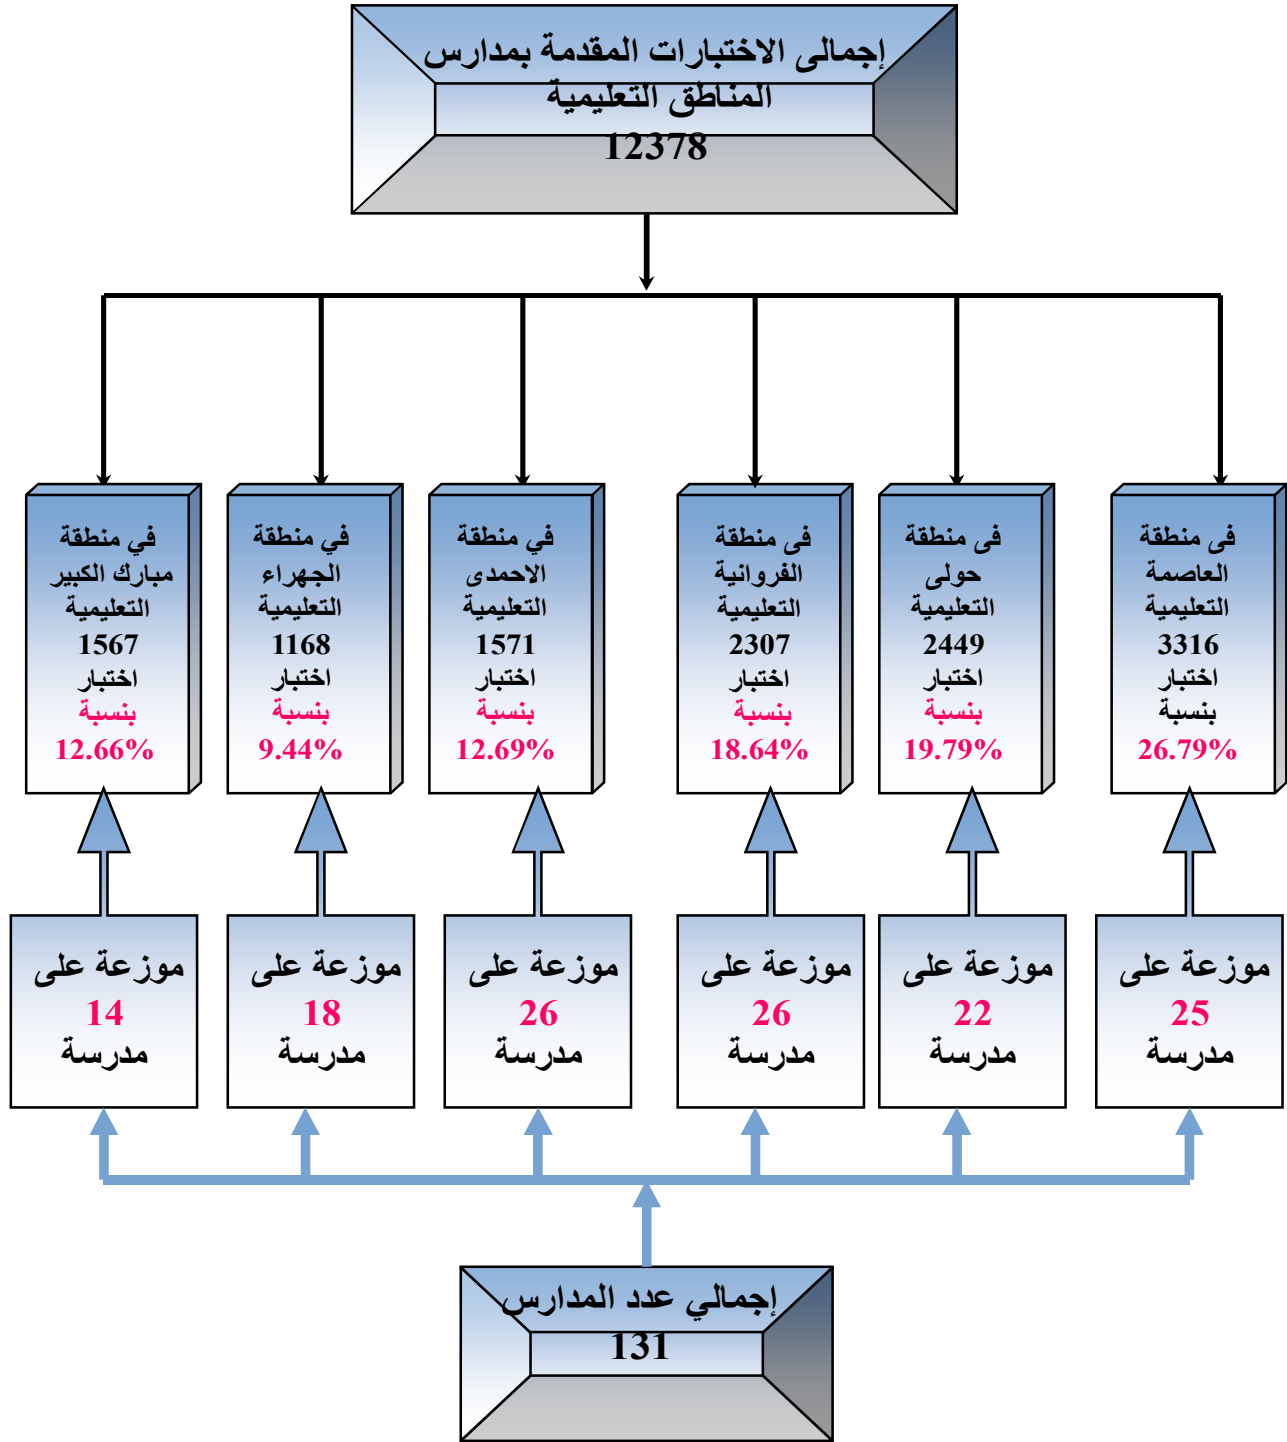 إجمالى الاختبارات المقدمة بمدارس
المناطق التعليمية
12378
فى منطقة
العاصمة
التعليمية
3316
اختبار
بنسبة
26.79%
فى منطقة
حولى
التعليمية
2449
اختبار
بنسبة
19.79%
فى منطقة
الفروانية
التعليمية
2307
اختبار
بنسبة
18.64%
في منطقة
الاحمدى
التعليمية
1571
اختبار
بنسبة
12.69%
في منطقة
الجهراء
التعليمية
1168
اختبار
بنسبة
9.44%
في منطقة
مبارك الكبير
التعليمية
1567
اختبار
بنسبة
12.66%
موزعة على
25
مدرسة
موزعة على
22
مدرسة
موزعة على
26
مدرسة
موزعة على
26
مدرسة
موزعة على
18
مدرسة
موزعة على
14
مدرسة
إجمالي عدد المدارس
131